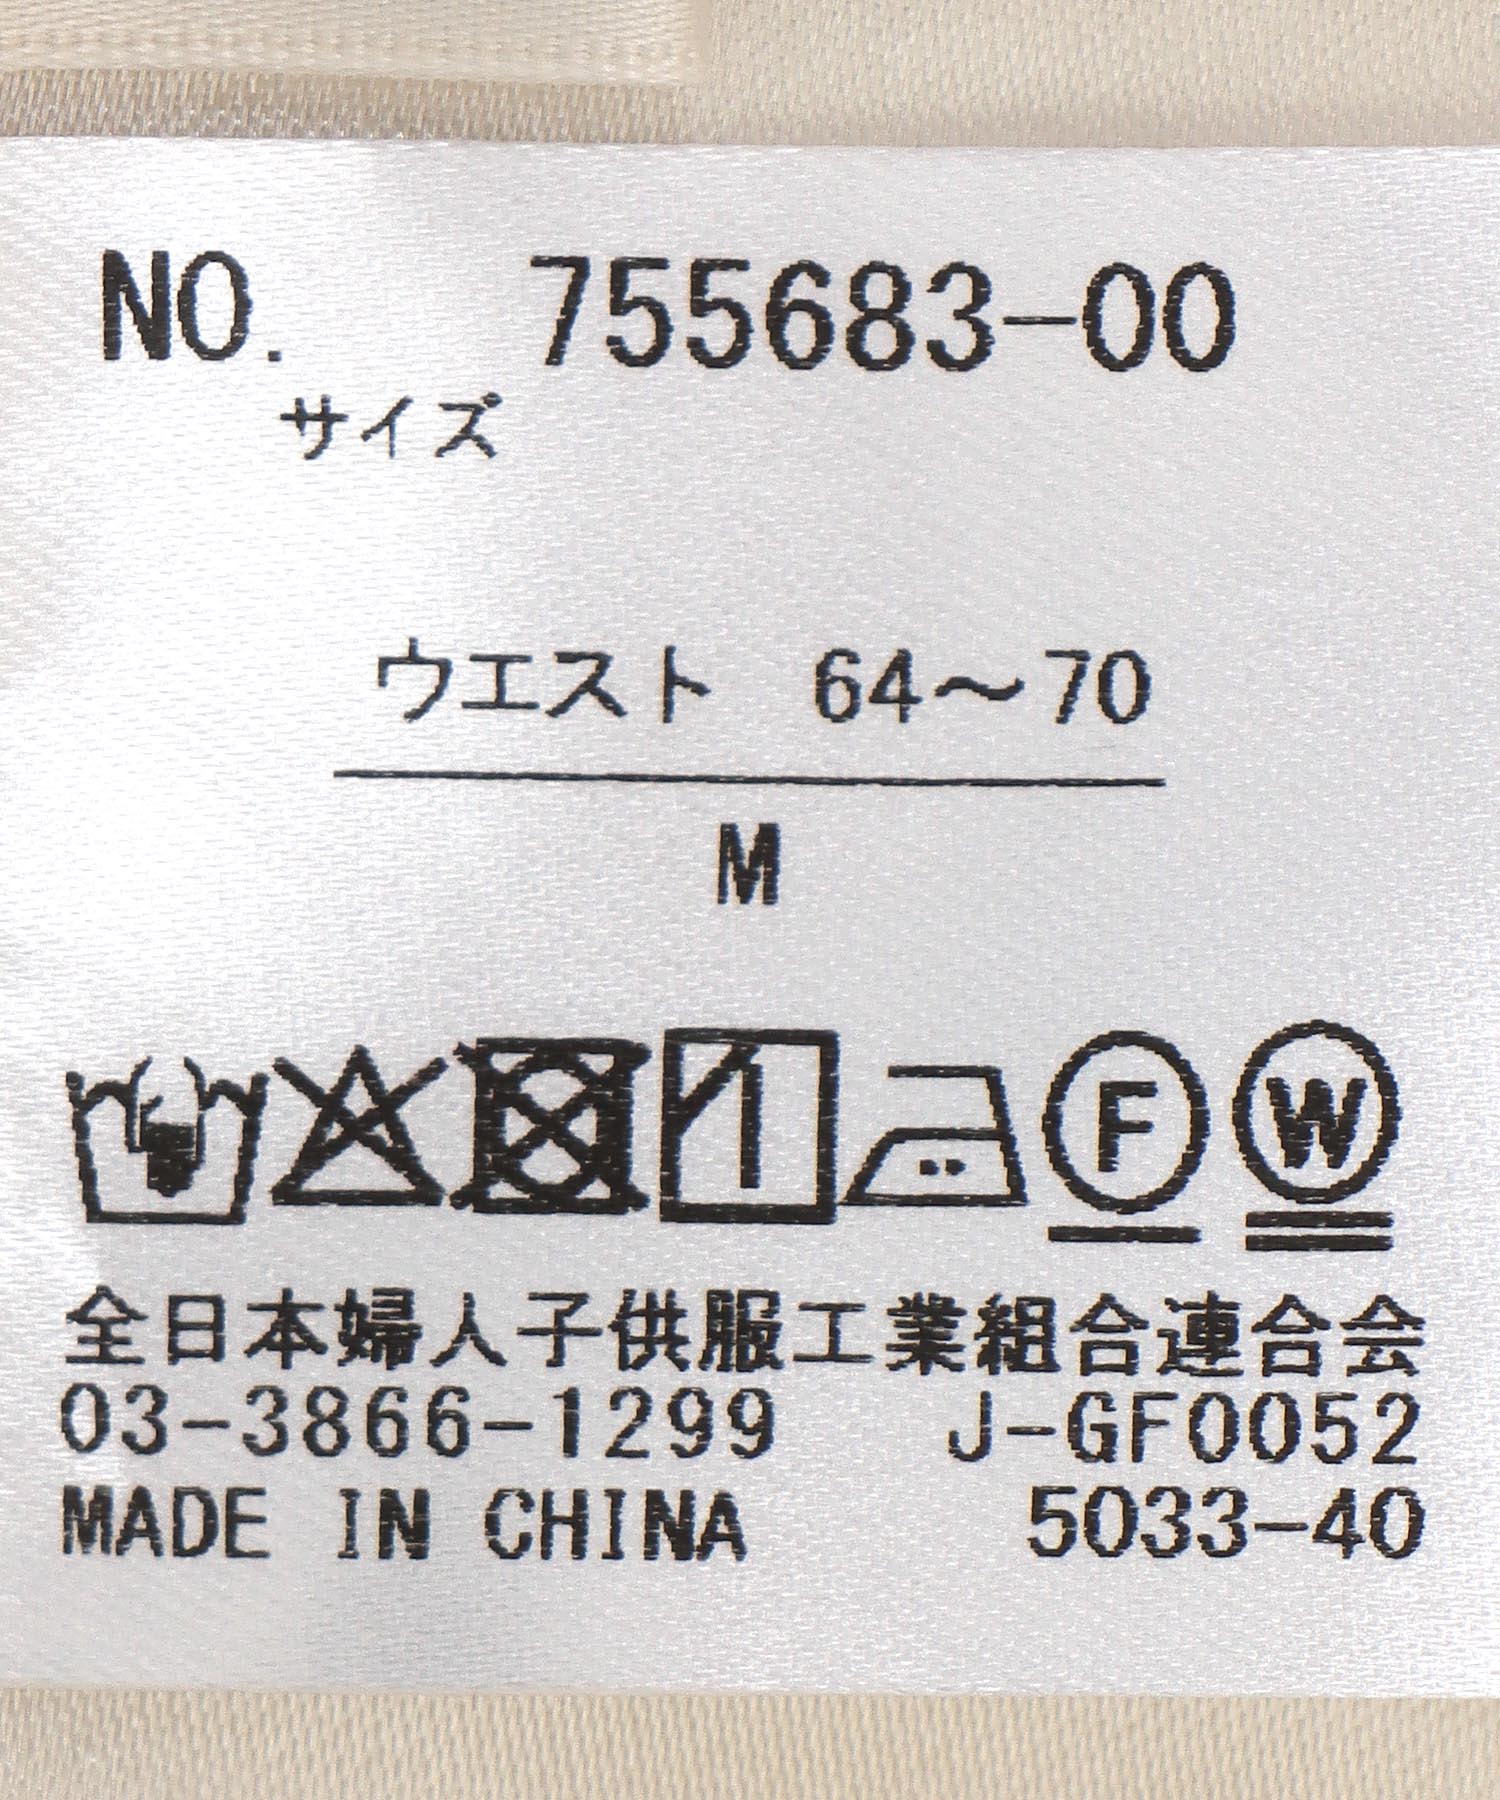 NO. 755683-00
サイズ
ウエスト 64～70
M
F W
全日本婦人子供服工業組合連合会
03-3866-1299 J-GF0052
MADE IN CHINA 5033-40